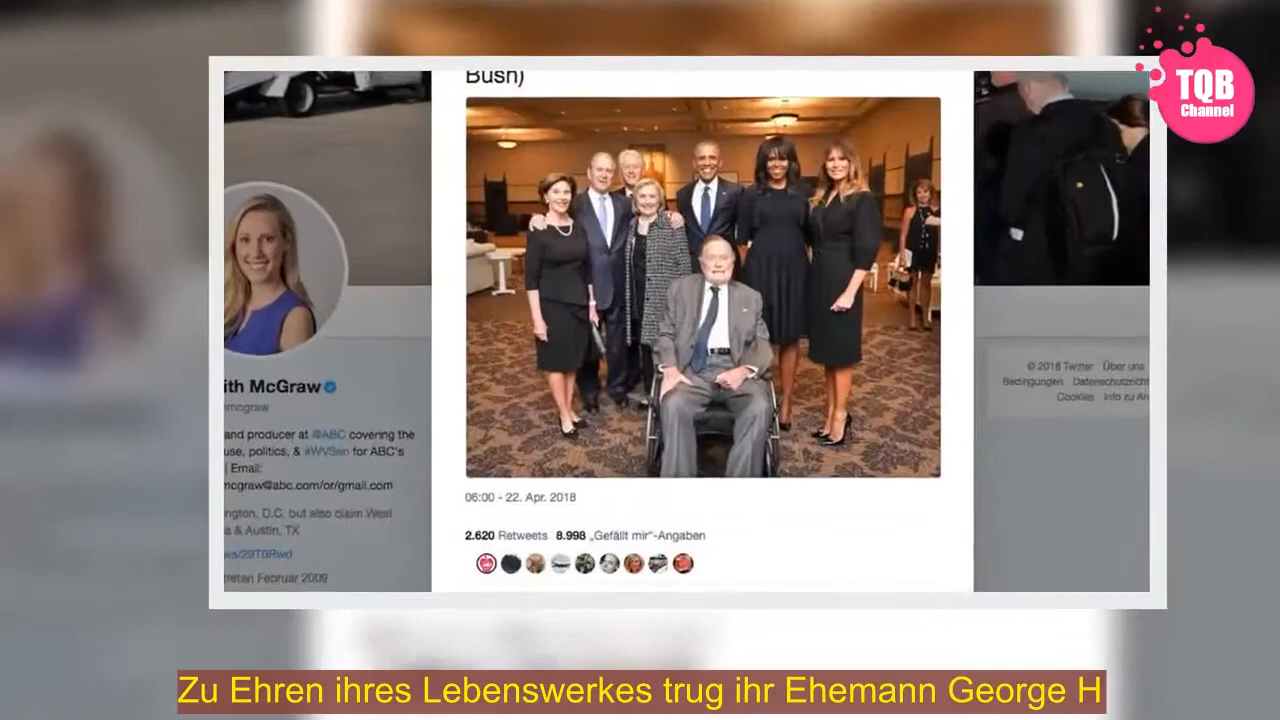 Bush)
TQB
Channel
ith McGraw
mcgraw
and producer at @ABC covering the
use, politics, & #WVSen for ABC's
| Email:
mcgraw@abc.com/or/gmail.com
ngton, D.C. but also claim West
a & Austin, TX
06:00 - 22. Apr. 2018
2.620 Retweets 8.998 „Gefällt mir"-Angaben
© 2018 Twitter Über uns
Bedingungen Datenschutzricht
Cookies Info zu An
treten Februar 2009
Zu Ehren ihres Lebenswerkes trug ihr Ehemann George H